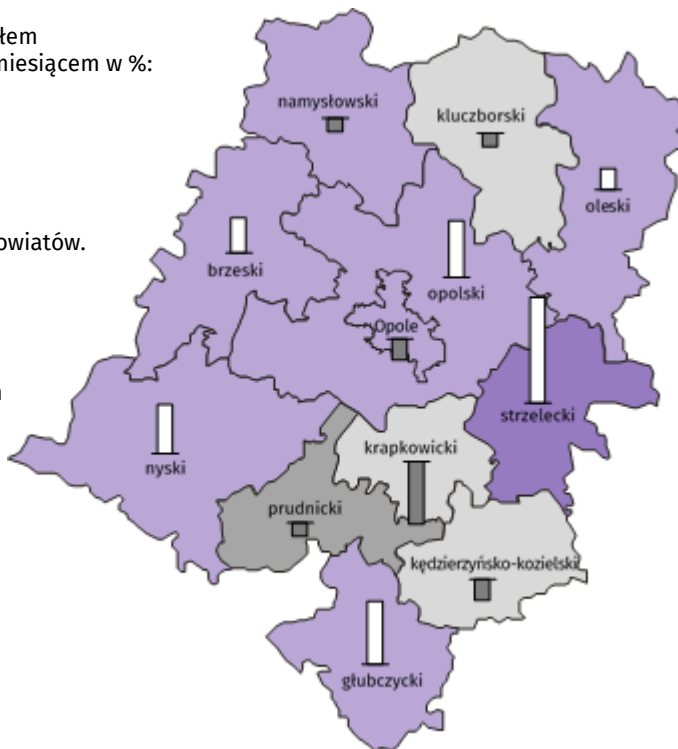 łem
miesiącem w %:
namysłowski
kluczborski
oleski
owiatów.
brzeski
opolski
Opole
strzelecki
krapkowicki
nyski
prudnicki
kędzierzyńsko-kozielski
głubczycki